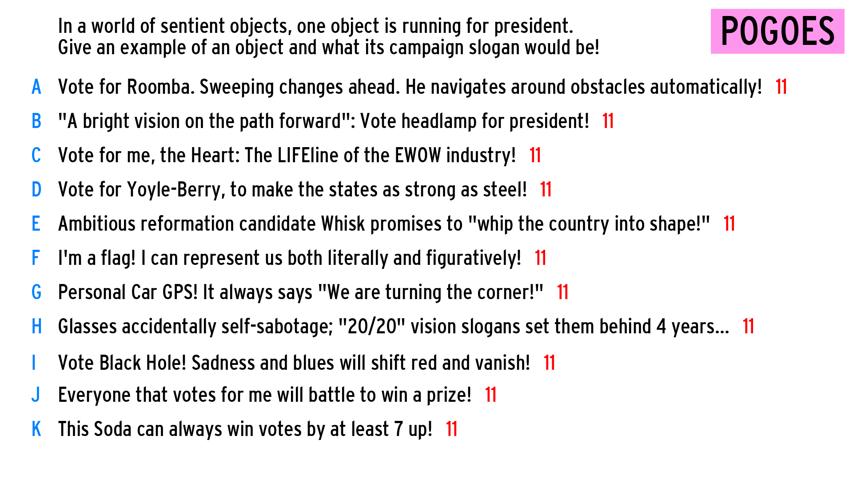 In a world of sentient objects, one object is running for president.
Give an example of an object and what its campaign slogan would be!
POGOES
A Vote for Roomba. Sweeping changes ahead. He navigates around obstacles automatically! 11
B "A bright vision on the path forward": Vote headlamp for president! 11
C Vote for me, the Heart: The LIFEline of the EWOW industry! 11
D Vote for Yoyle-Berry, to make the states as strong as steel! 11
E Ambitious reformation candidate Whisk promises to "whip the country into shape!" 11
F I'm a flag! I can represent us both literally and figuratively! 11
G Personal Car GPS! It always says "We are turning the corner!" 11
H Glasses accidentally self-sabotage; "20/20" vision slogans set them behind 4 years... 11
I Vote Black Hole! Sadness and blues will shift red and vanish! 11
J Everyone that votes for me will battle to win a prize! 11
K This Soda can always win votes by at least 7 up! 11